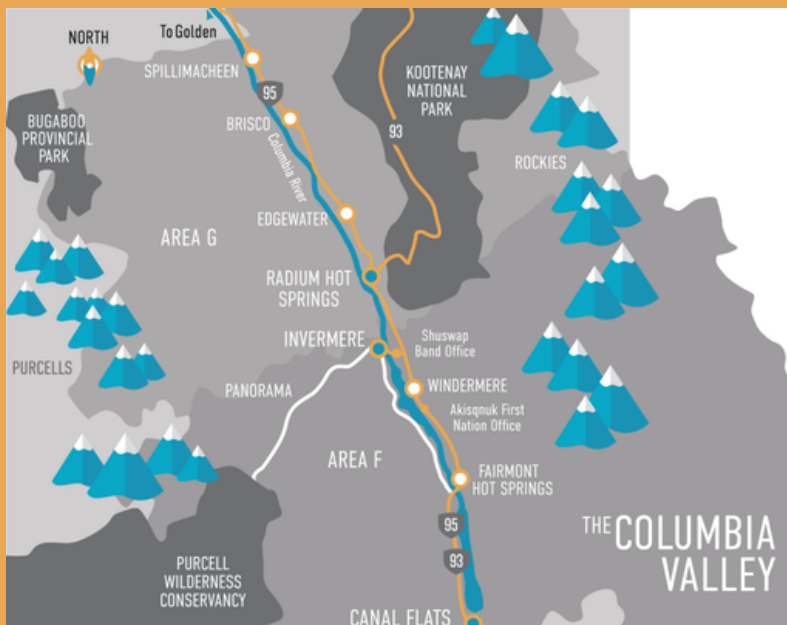 To Golden
NORTH
SPILLIMACHEEN
KOOTENAY
NATIONAL
PARK
95
BUGABOO
PROVINCIAL
PARK
BRISCO
93
Columbia River
ROCKIES
EDGEWATER
AREA G
RADIUM HOT
SPRINGS
INVERMERE
Shuswap
Band Office
PURCELLS
PANORAMA
WINDERMERE
Akisqnuk First
Nation Office
AREA F
FAIRMONT
HOT SPRINGS
95
THE COLUMBIA
VALLEY
93
PURCELL
WILDERNESS
CONSERVANCY
CANAL FLATS